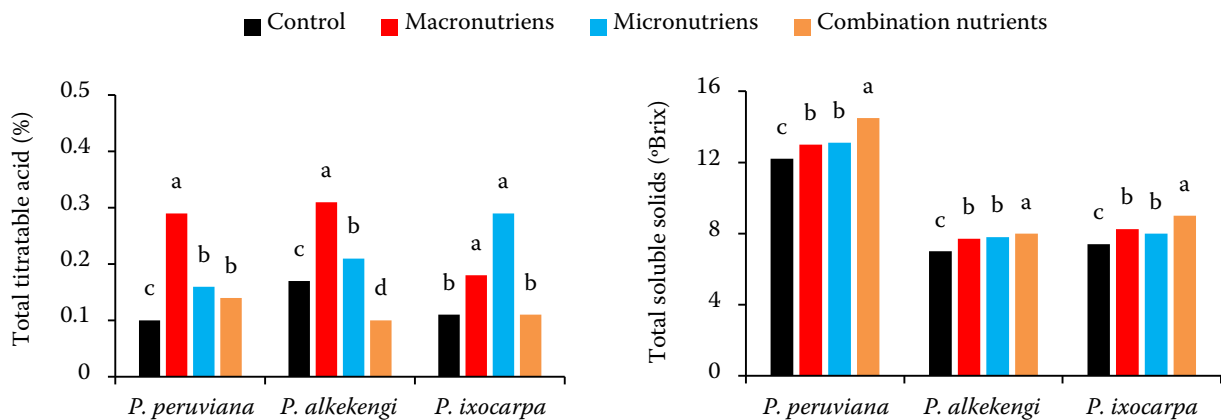 Control Macronutriens Micronutriens Combination nutrients
Total titratable acid (%)
0.5
0.4
0.3
0.2
0.1
0
c a b b
c a b d
b a a b
P. peruviana P. alkekengi P. ixocarpa
Total soluble solids (ºBrix)
16
12
8
4
0
c b b a
c b b a
c b b a
P. peruviana P. alkekengi P. ixocarpa